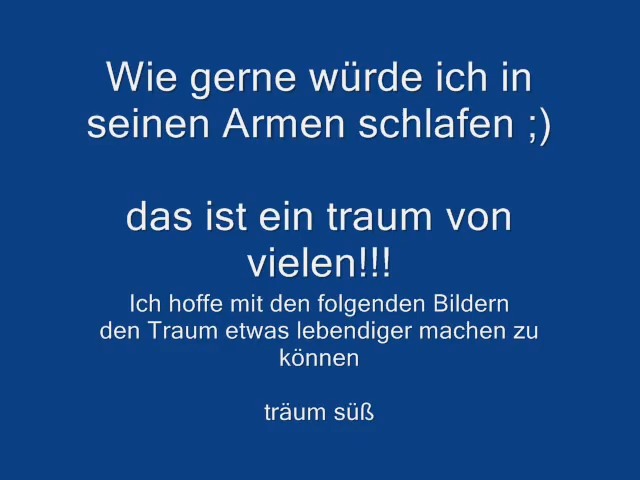 Wie gerne würde ich in
seinen Armen schlafen ;)
das ist ein traum von
vielen!!!
Ich hoffe mit den folgenden Bildern
den Traum etwas lebendiger machen zu
können
träum süß